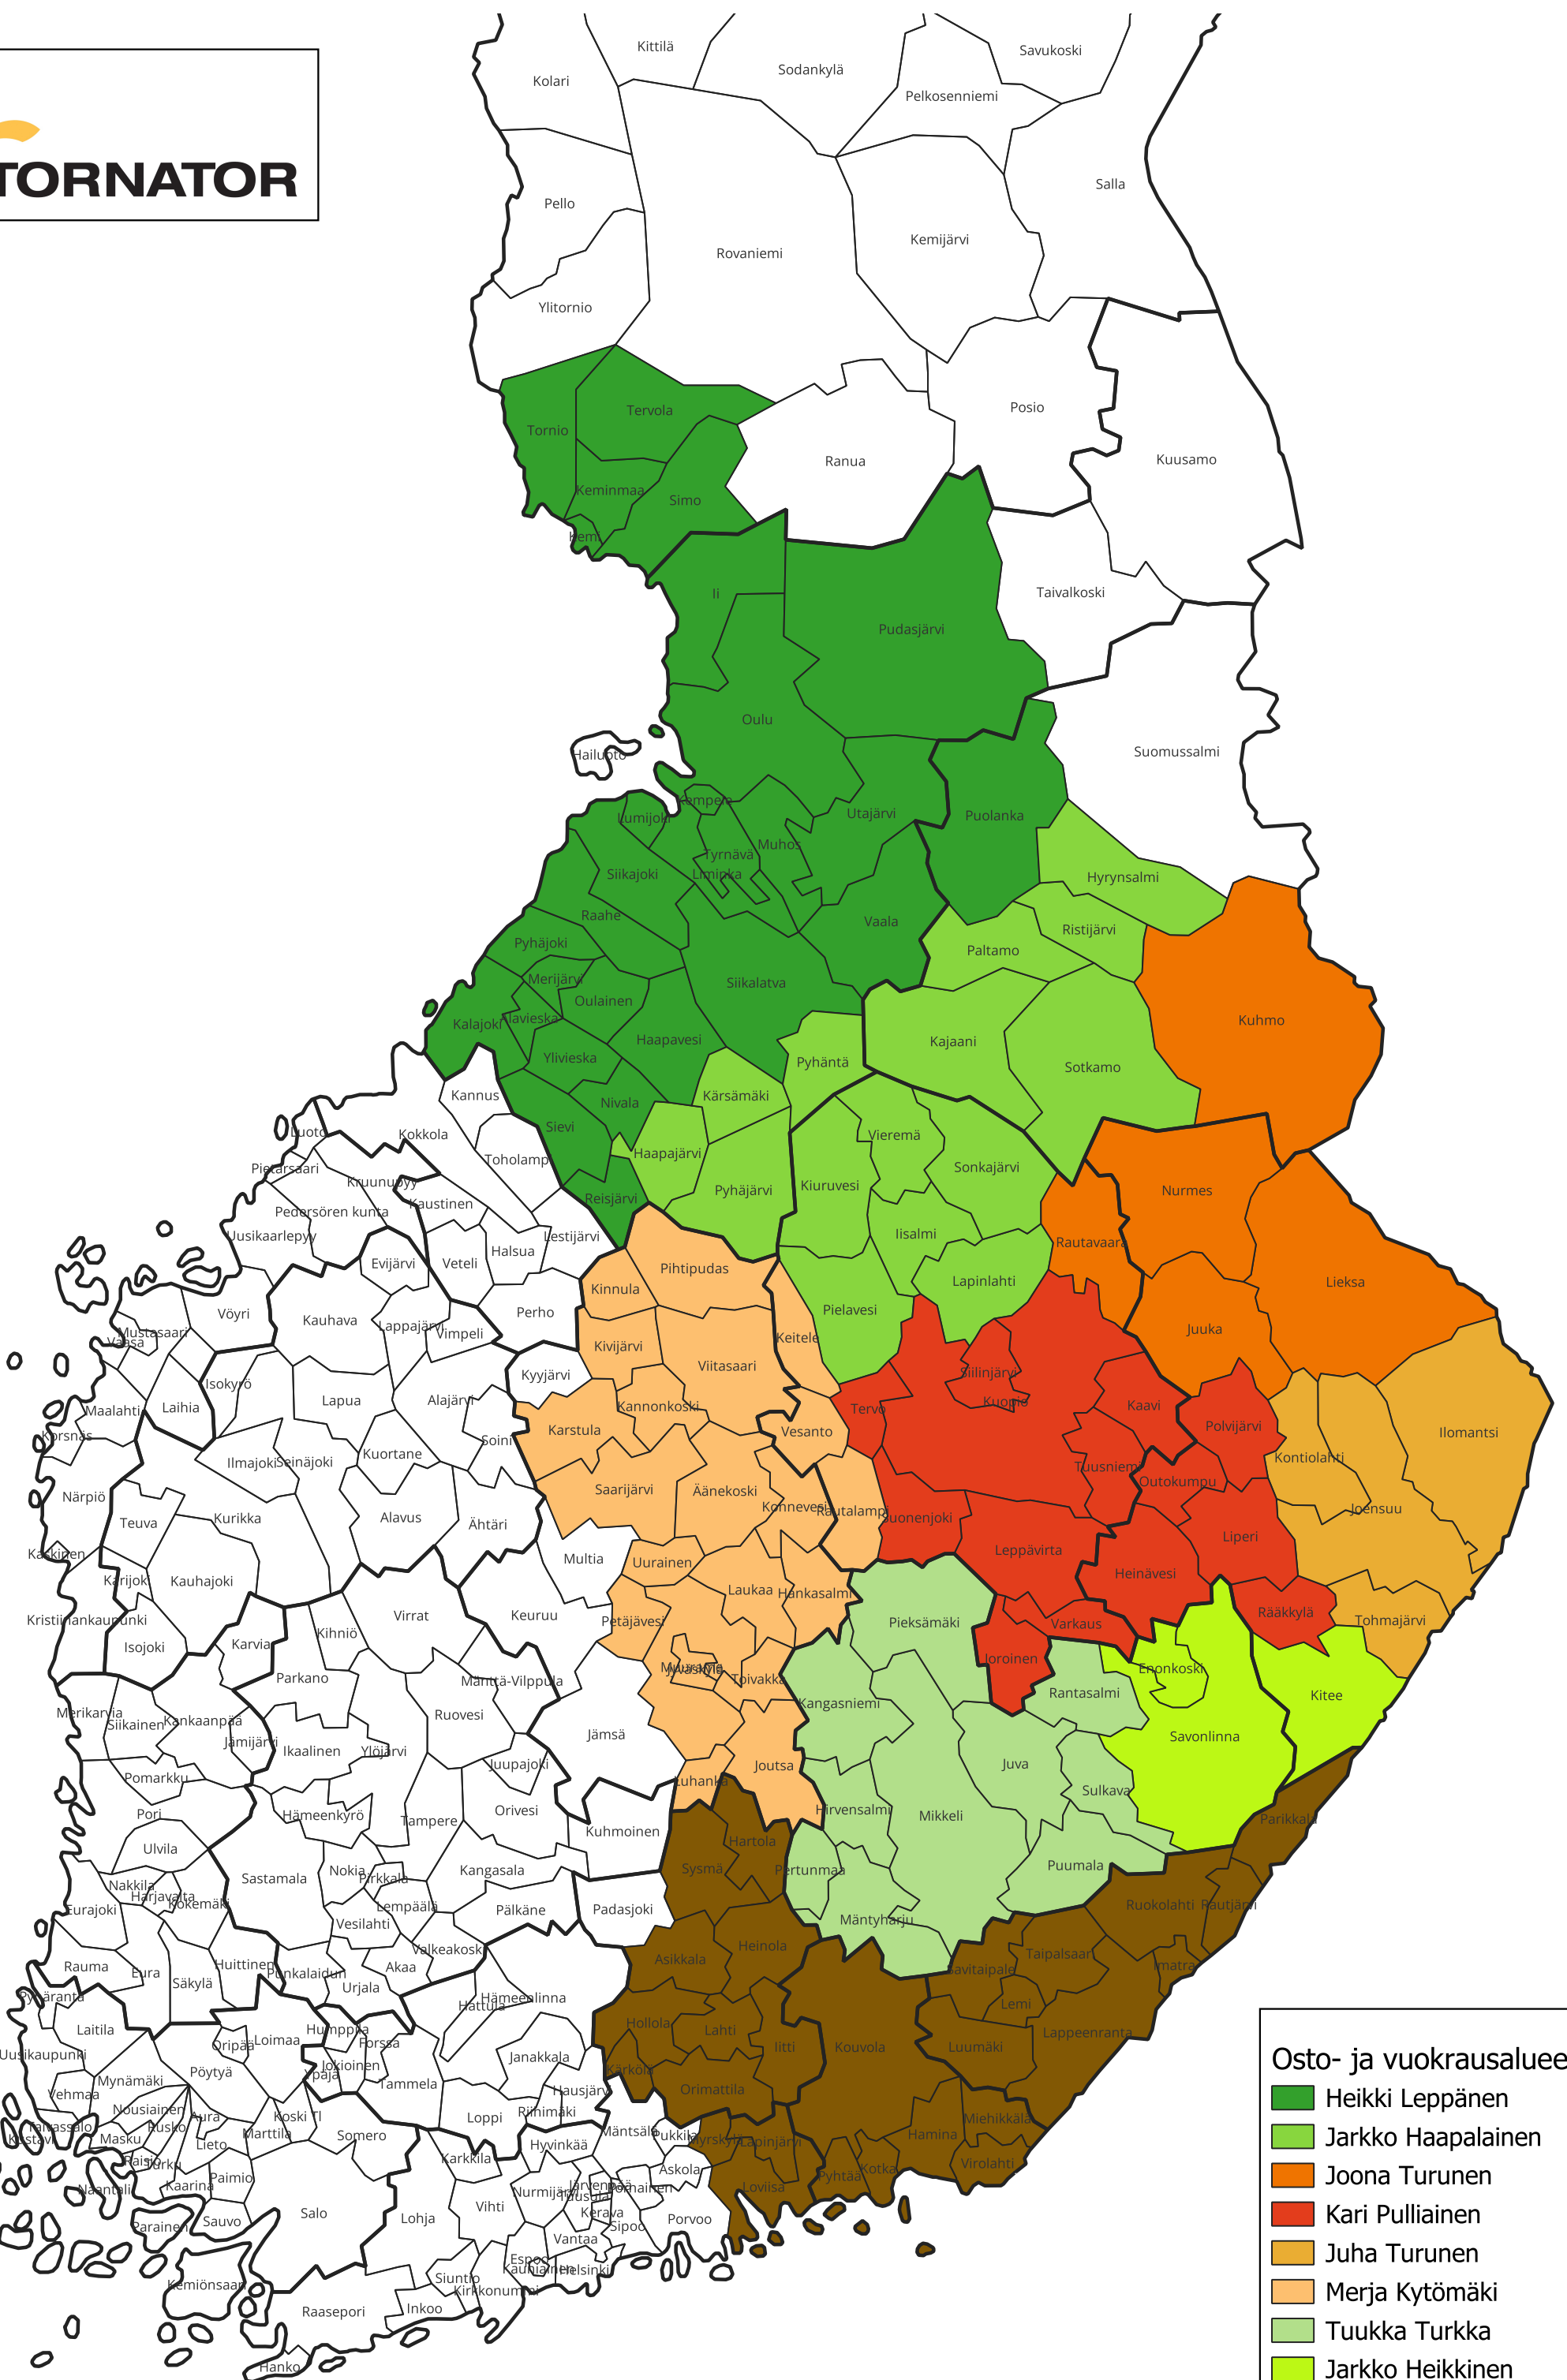 Kittilä
Savukoski
Sodankylä
Kolari
Pelkosenniemi
TORNATOR
Salla
Pello
Kemijärvi
Rovaniemi
Ylitornio
Posio
Tervola
Tornio
Kuusamo
Ranua
Keminmaa
Simo
Kemi
Taivalkoski
Ii
Pudasjärvi
Oulu
Suomussalmi
Hailuoto
Kempele
Utajärvi
Puolanka
Lumijoki
Muhos
Tyrnävä
Siikajoki
Liminka
Hyrynsalmi
Raahe
Vaala
Ristijärvi
Pyhäjoki
Paltamo
Merijärvi
Siikalatva
Oulainen
Alavieska
Kuhmo
Kalajoki
Haapavesi
Kajaani
Ylivieska
Pyhäntä
Sotkamo
Kannus
Kärsämäki
Nivala
Sievi
Luoto
Kokkola
Vieremä
Haapajärvi
Toholampi
Pietarsaari
Sonkajärvi
Kruunupyy
Kiuruvesi
Pyhäjärvi
Nurmes
Reisjärvi
Kaustinen
Pedersören kunta
Uusikaarlepyy
Lestijärvi
Iisalmi
Rautavaara
Halsua
Evijärvi
Veteli
Pihtipudas
Lapinlahti
Lieksa
Kinnula
Vöyri
Perho
Pielavesi
Kauhava
Lappajärvi
Mustasaari
Vimpeli
Juuka
Vaasa
Keitele
Kivijärvi
Viitasaari
Siilinjärvi
Kyyjärvi
Isokyrö
Lapua
Alajärvi
Kuopio
Kannonkoski
Kaavi
Laihia
Tervo
Maalahti
Polvijärvi
Karstula
Vesanto
Ilomantsi
Korsnäs
Soini
Kuortane
Kontiolahti
Ilmajoki
Seinäjoki
Tuusniemi
Outokumpu
Saarijärvi
Äänekoski
Närpiö
Konnevesi
Rautalampi
Joensuu
Kurikka
Alavus
Suonenjoki
Teuva
Ähtäri
Liperi
Leppävirta
Kaskinen
Multia
Uurainen
Heinävesi
Karijoki
Kauhajoki
Laukaa
Hankasalmi
Rääkkylä
Virrat
Keuruu
Kristiinankaupunki
Petäjävesi
Pieksämäki
Varkaus
Tohmajärvi
Kihniö
Karvia
Isojoki
Joroinen
Muurame
Jyväskylä
Enonkoski
Parkano
Mänttä-Vilppula
Toivakka
Rantasalmi
Kitee
Kangasniemi
Merikarvia
Siikainen
Kankaanpää
Ruovesi
Jämsä
Savonlinna
Jämijärvi
Ikaalinen
Ylöjärvi
Juupajoki
Joutsa
Juva
Pomarkku
Luhanka
Sulkava
Hirvensalmi
Orivesi
Pori
Hämeenkyrö
Mikkeli
Parikkala
Tampere
Kuhmoinen
Hartola
Ulvila
Puumala
Sysmä
Nokia
Pirkkala
Kangasala
Pertunmaa
Sastamala
Nakkila
Harjavalta
Kokemäki
Lempäälä
Ruokolahti
Rautjärvi
Eurajoki
Pälkäne
Padasjoki
Mäntyharju
Vesilahti
Heinola
Valkeakoski
Taipalsaari
Asikkala
Huittinen
Rauma
Akaa
Imatra
Eura
Punkalaidun
Savitaipale
Säkylä
Urjala
Pyhäranta
Hämeenlinna
Hattula
Lemi
Hollola
Laitila
Humppila
Lahti
Lappeenranta
Loimaa
Forssa
Oripää
Iitti
Kouvola
Luumäki
Uusikaupunki
Janakkala
Jokioinen
Pöytyä
Ypäjä
Kärkölä
Osto- ja vuokrausaluee
Mynämäki
Tammela
Hausjärvi
Orimattila
Vehmaa
Heikki Leppänen
Nousiainen
Riihimäki
Aura
Koski Tl
Loppi
Miehikkälä
Taivassalo
Rusko
Marttila
Somero
Mäntsälä
Pukkila
Hamina
Kustavi
Masku
Lieto
Hyvinkää
Myrskylä
Lapinjärvi
Jarkko Haapalainen
Raisio
Turku
Karkkila
Askola
Kotka
Virolahti
Paimio
Pyhtää
Joona Turunen
Naantali
Kaarina
Nurmijärvi
Järvenpää
Pornainen
Loviisa
Tuusula
Vihti
Salo
Kerava
Kari Pulliainen
Sauvo
Lohja
Porvoo
Parainen
Sipoo
Vantaa
Juha Turunen
Espoo
Kauniainen
Helsinki
Siuntio
Kemiönsaari
Kirkkonummi
Merja Kytömäki
Inkoo
Raasepori
Tuukka Turkka
Hanko
Jarkko Heikkinen